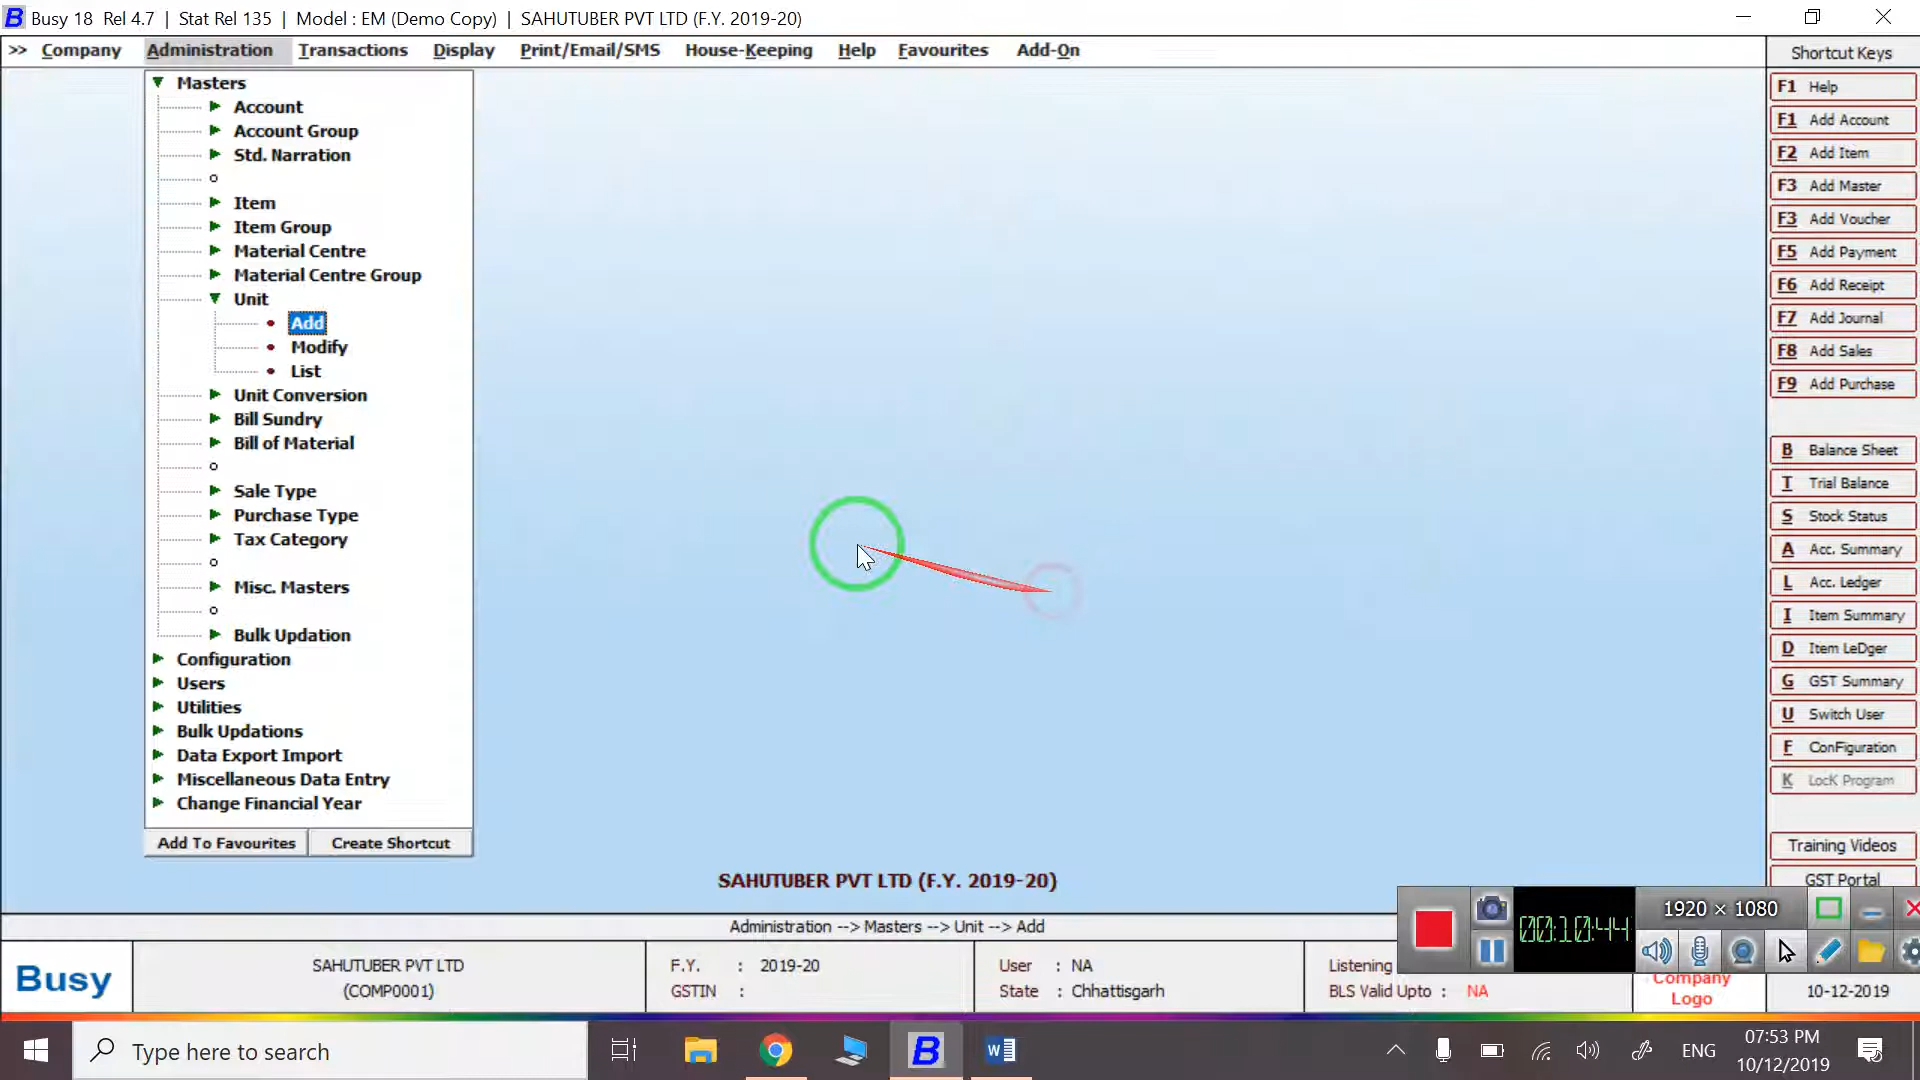 Busy 18 Rel 4.7 | Stat Rel 135 | Model : EM (Demo Copy) | SAHUTUBER PVT LTD (F.Y. 2019-20)
>> Company Administration Transactions Display Print/Email/SMS House-Keeping Help Favourites Add-On
Masters
Account
Account Group
Std. Narration
Item
Item Group
Material Centre
Material Centre Group
Unit
Add
Modify
List
Unit Conversion
Bill Sundry
Bill of Material
Sale Type
Purchase Type
Tax Category
Misc. Masters
Bulk Updation
Configuration
Users
Utilities
Bulk Updations
Data Export Import
Miscellaneous Data Entry
Change Financial Year
Add To Favourites Create Shortcut
Shortcut Keys
F1 Help
F1 Add Account
F2 Add Item
F3 Add Master
F3 Add Voucher
F5 Add Payment
F6 Add Receipt
F7 Add Journal
F8 Add Sales
F9 Add Purchase
B Balance Sheet
T Trial Balance
S Stock Status
A Acc. Summary
L Acc. Ledger
I Item Summary
D Item LeDger
G GST Summary
U Switch User
F ConFiguration
K LocK Program
Training Videos
GST Portal
SAHUTUBER PVT LTD (F.Y. 2019-20)
1920 × 1080
00:10:44
Administration --> Masters --> Unit --> Add
Busy
SAHUTUBER PVT LTD
(COMP0001)
F.Y. : 2019-20
GSTIN :
User : NA
State : Chhattisgarh
Listening
BLS Valid Upto : NA
Company
Logo
10-12-2019
Type here to search
ENG
07:53 PM
10/12/2019